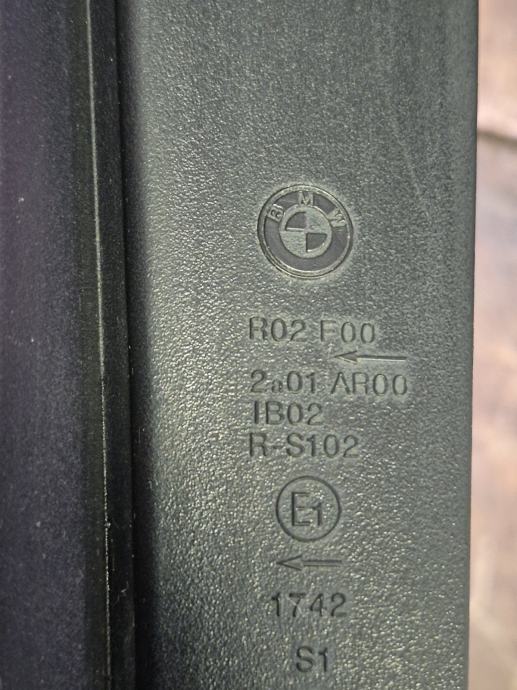 BMW
R02 F00
2a01 AR00
IB02
R-S102
E1
1742
S1